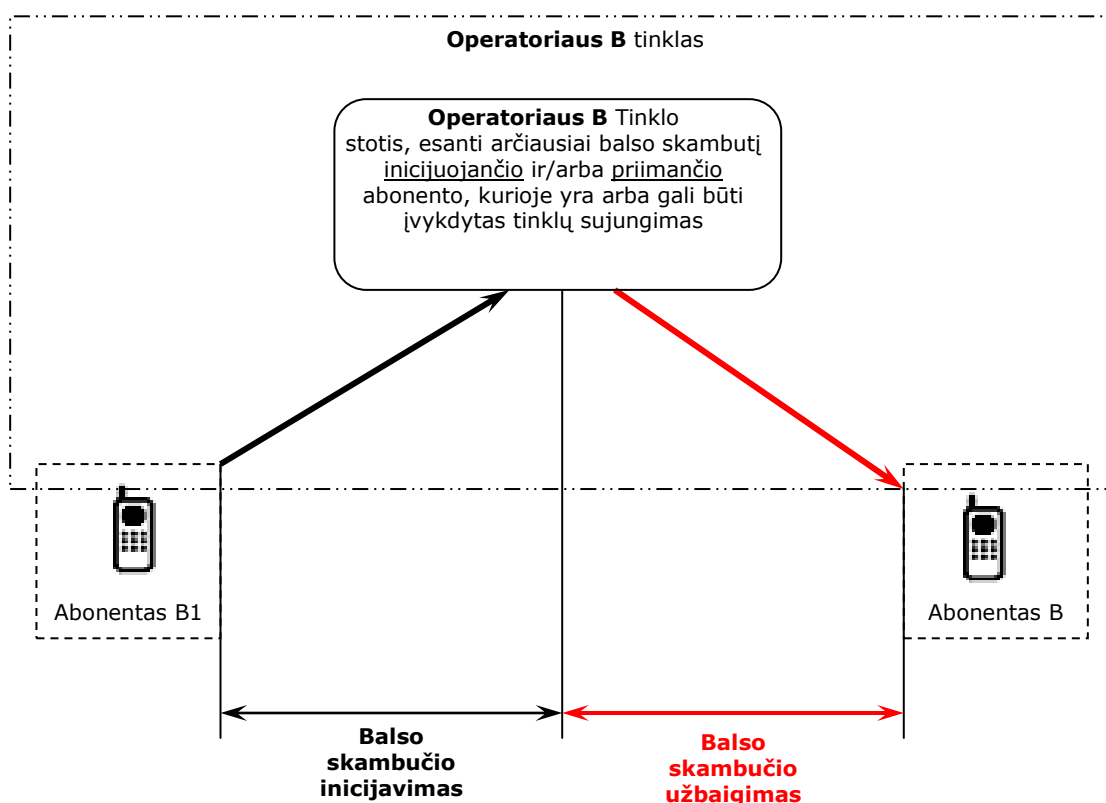 Operatoriaus B tinklas
Operatoriaus B Tinklo
stotis, esanti arčiausiai balso skambutį
inicijuojančio ir/arba priimančio
abonento, kurioje yra arba gali būti
įvykdytas tinklų sujungimas
Abonentas B1
Abonentas B
Balso
skambučio
inicijavimas
Balso
skambučio
užbaigimas